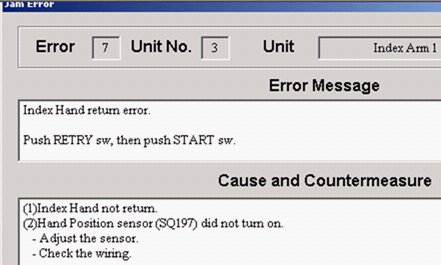 Jam Error
Error 7 Unit No. 3 Unit Index Arm 1
Error Message
Index Hand return error.
Push RETRY sw, then push START sw.
Cause and Countermeasure
(1)Index Hand not return.
(2)Hand Position sensor (SQ197) did not turn on.
- Adjust the sensor.
- Check the wiring.